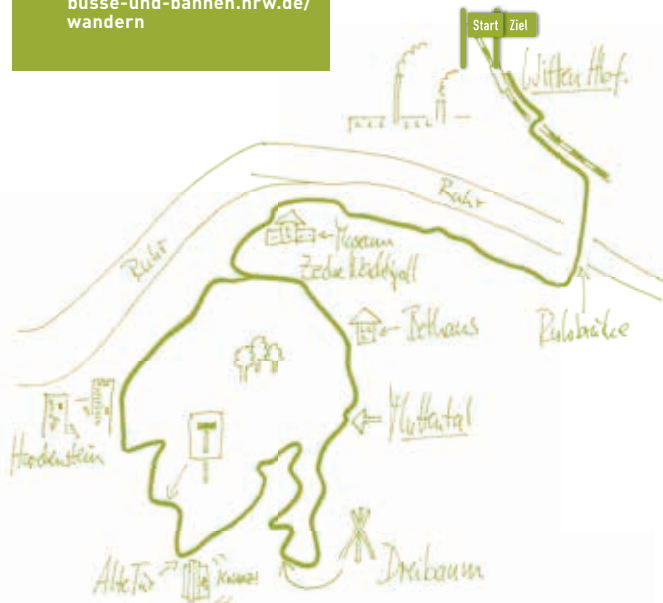 busse-und-bahnen.nrw.de/
wandern
Start Ziel
Witten Hbf.
Ruhr
Ruhr
Museum
Zeche Nachtigall
Bethaus
Ruhrbrücke
Muttental
Hardenstein
Alte Tür
Dreibaum